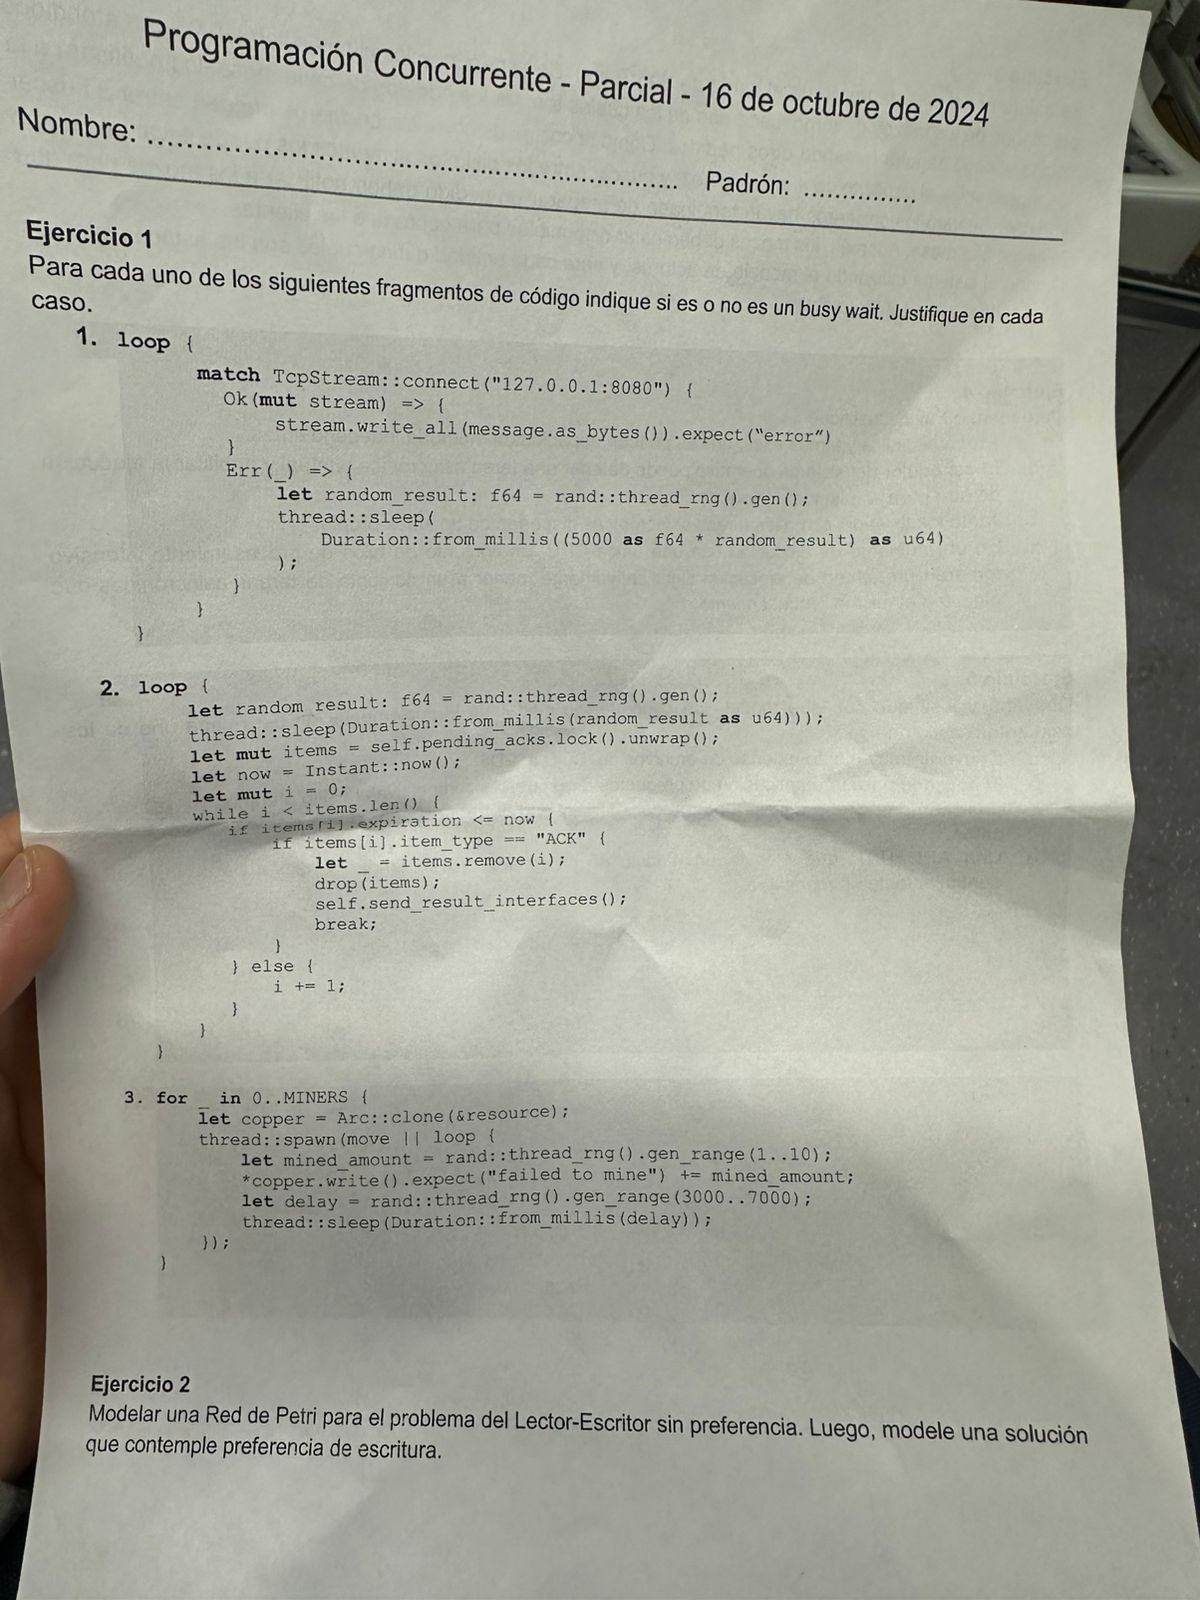 Programación Concurrente - Parcial - 16 de octubre de 2024
Nombre: ........................................................................ Padrón: ...............
Ejercicio 1
Para cada uno de los siguientes fragmentos de código indique si es o no es un busy wait. Justifique en cada
caso.
1. loop {
match TcpStream::connect("127.0.0.1:8080") {
Ok(mut stream) => {
stream.write_all(message.as_bytes()).expect("error")
}
Err(_) => {
let random_result: f64 = rand::thread_rng().gen();
thread::sleep(
Duration::from_millis((5000 as f64 * random_result) as u64)
);
}
}
}
2. loop {
let random_result: f64 = rand::thread_rng().gen();
thread::sleep(Duration::from_millis(random_result as u64)));
let mut items = self.pending_acks.lock().unwrap();
let now = Instant::now();
let mut i = 0;
while i < items.len() {
if items[i].expiration <= now {
if items[i].item_type == "ACK" {
let _ = items.remove(i);
drop(items);
self.send_result_interfaces();
break;
}
} else {
i += 1;
}
}
}
3. for _ in 0..MINERS {
let copper = Arc::clone(&resource);
thread::spawn(move || loop {
let mined_amount = rand::thread_rng().gen_range(1..10);
*copper.write().expect("failed to mine") += mined_amount;
let delay = rand::thread_rng().gen_range(3000..7000);
thread::sleep(Duration::from_millis(delay));
});
}
Ejercicio 2
Modelar una Red de Petri para el problema del Lector-Escritor sin preferencia. Luego, modele una solución
que contemple preferencia de escritura.